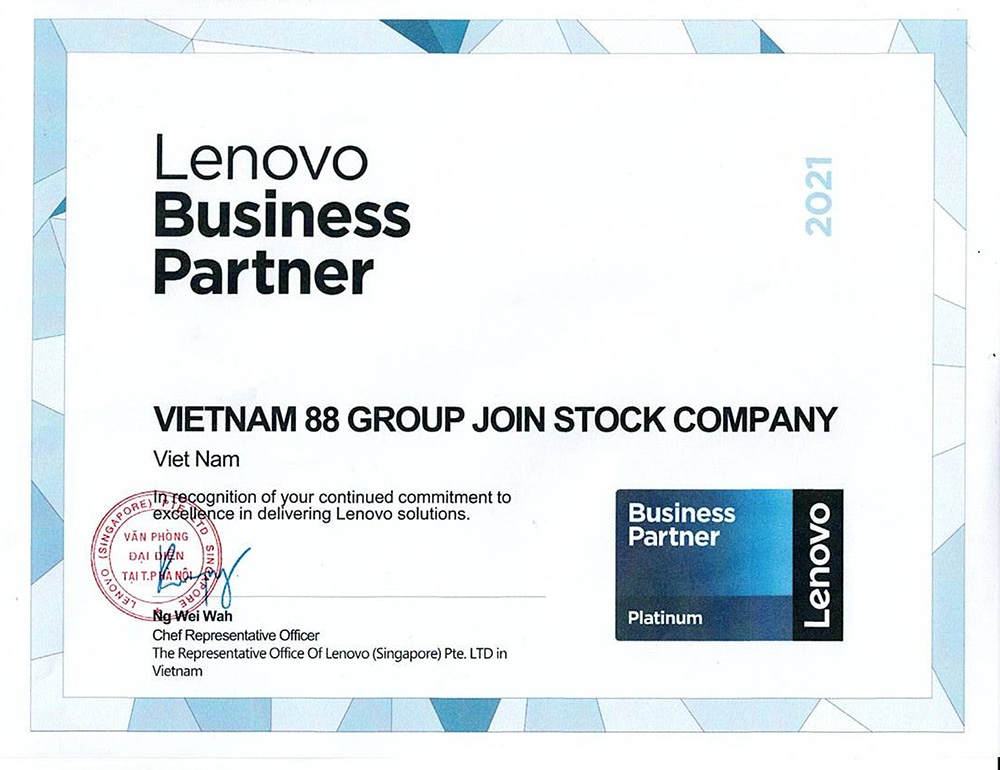 Lenovo
Business
Partner
2021
VIETNAM 88 GROUP JOIN STOCK COMPANY
Viet Nam
In recognition of your continued commitment to
excellence in delivering Lenovo solutions.
LENOVO (SINGAPORE) PTE. LTD SINGAPORE
VĂN PHÒNG
ĐẠI DIỆN
TẠI T.P HÀ NỘI
Ng Wei Wah
Chef Representative Officer
The Representative Office Of Lenovo (Singapore) Pte. LTD in
Vietnam
Business
Partner
Platinum
Lenovo